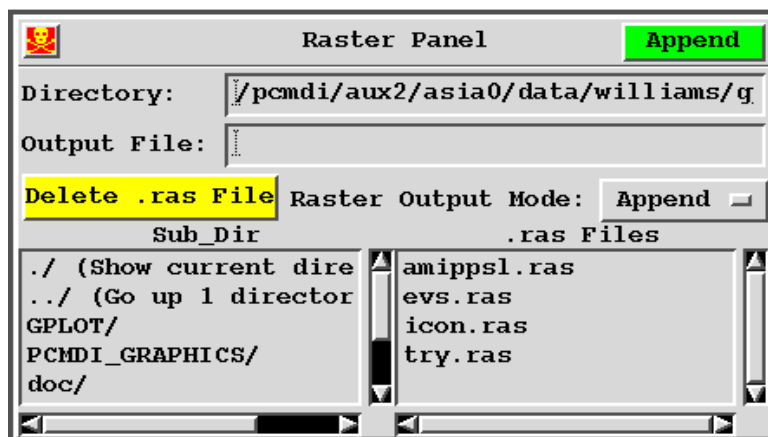 Raster Panel Append
Directory: /pcmdi/aux2/asia0/data/williams/g
Output File:
Delete .ras File Raster Output Mode: Append
Sub_Dir .ras Files
./ (Show current dire amippsl.ras
../ (Go up 1 director evs.ras
GPLOT/ icon.ras
PCMDI_GRAPHICS/ try.ras
doc/